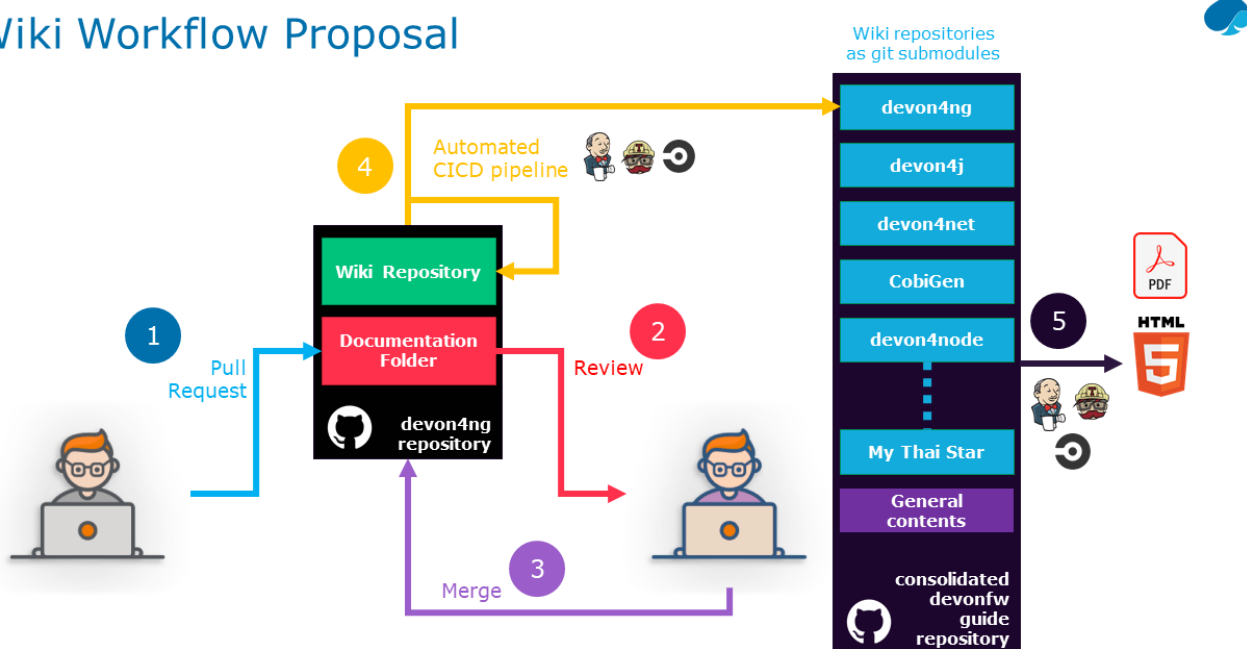 Wiki Workflow Proposal
Wiki repositories
as git submodules
devon4ng
4
Automated
CICD pipeline
devon4j
devon4net
Wiki Repository
CobiGen
PDF
1
Documentation
Folder
2
devon4node
5
HTML
Pull
Request
Review
devon4ng
repository
My Thai Star
General
contents
3
Merge
consolidated
devonfw
guide
repository